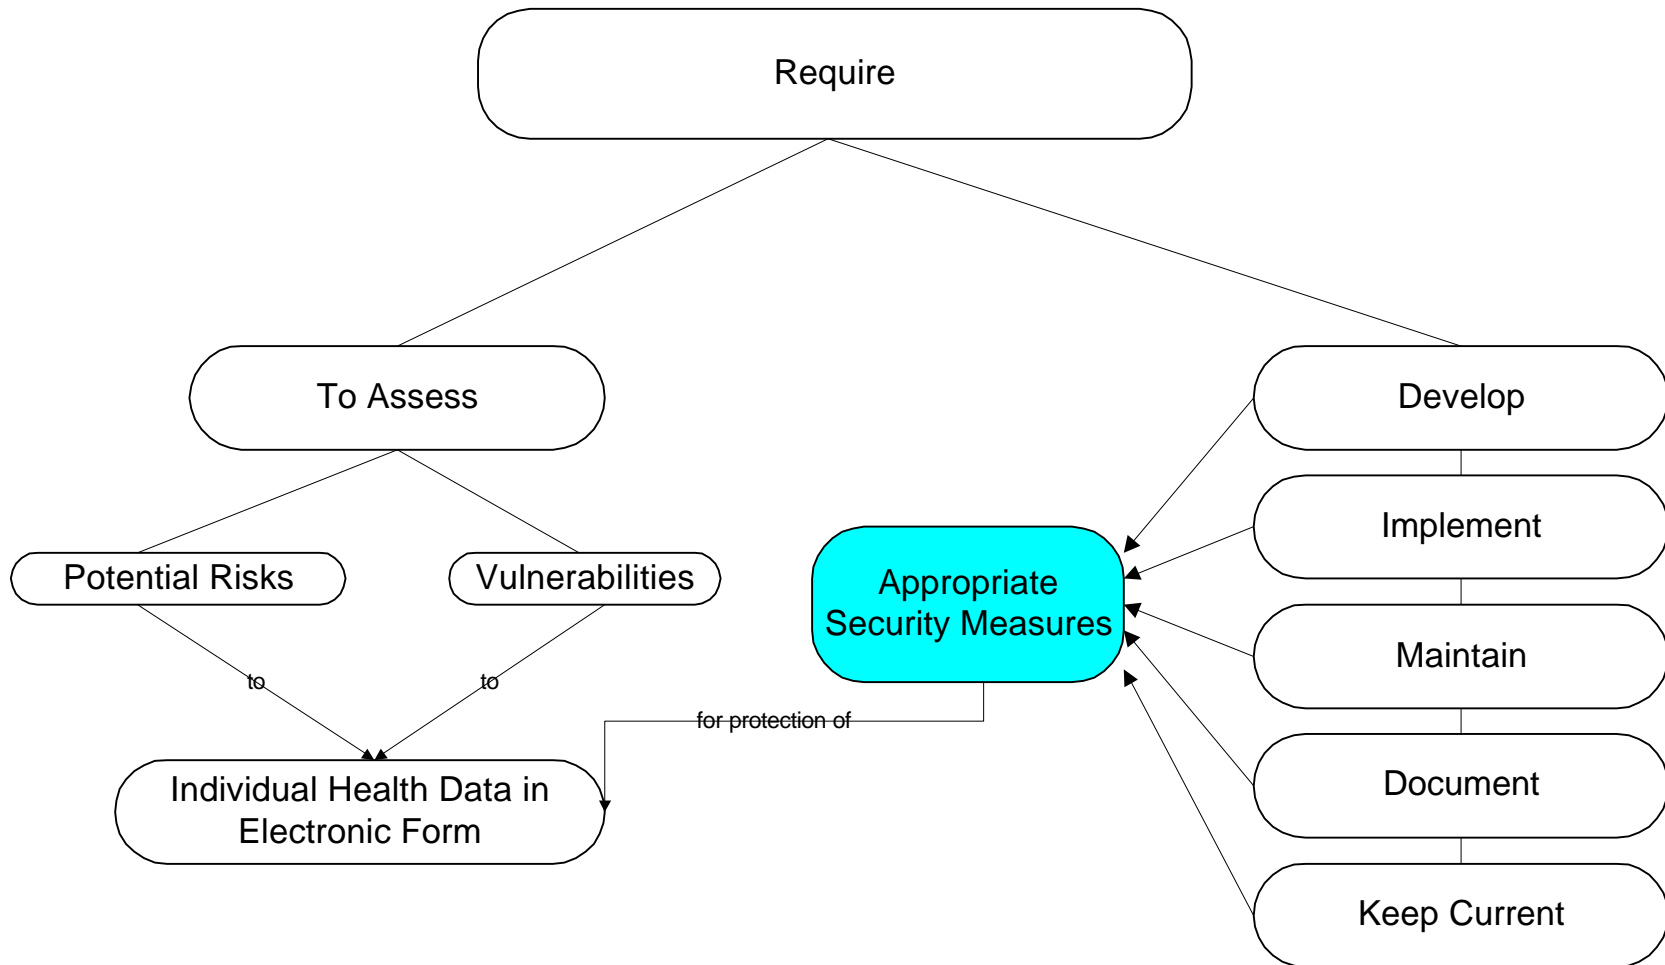 Require
To Assess
Develop
Implement
Potential Risks
Vulnerabilities
Appropriate
Security Measures
Maintain
to
to
for protection of
Individual Health Data in
Electronic Form
Document
Keep Current